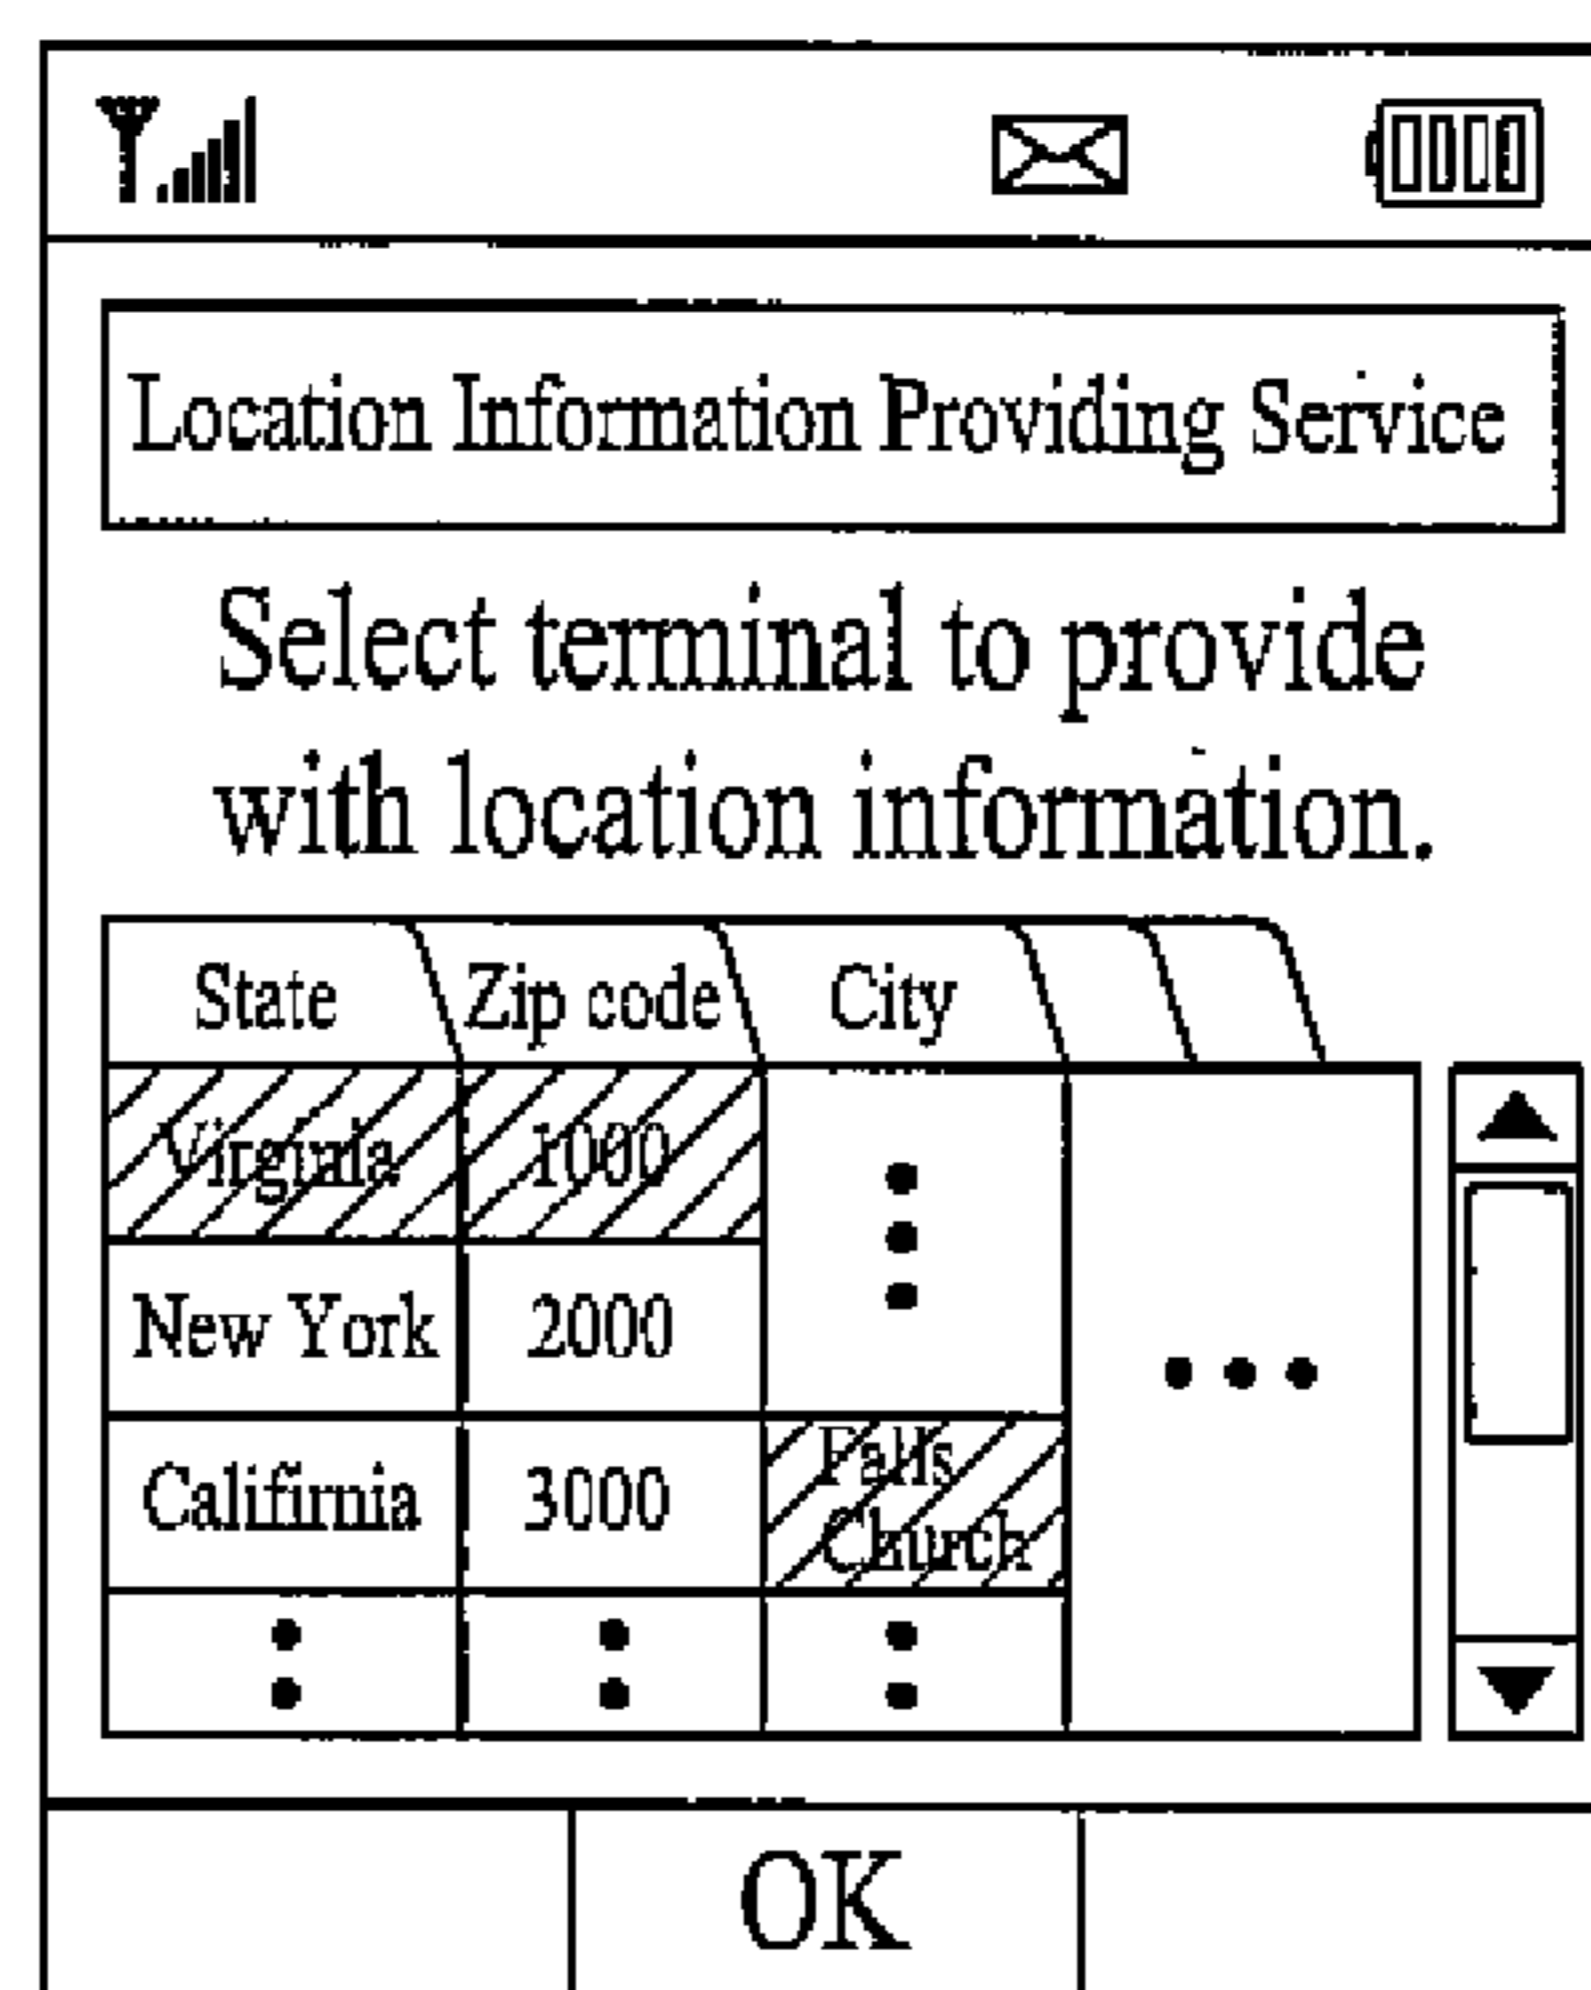 Location Information Providing Service
Select terminal to provide
with location information.
State Zip code City
Virginia 1000
New York 2000
Califirnia 3000 Falls
Church
OK